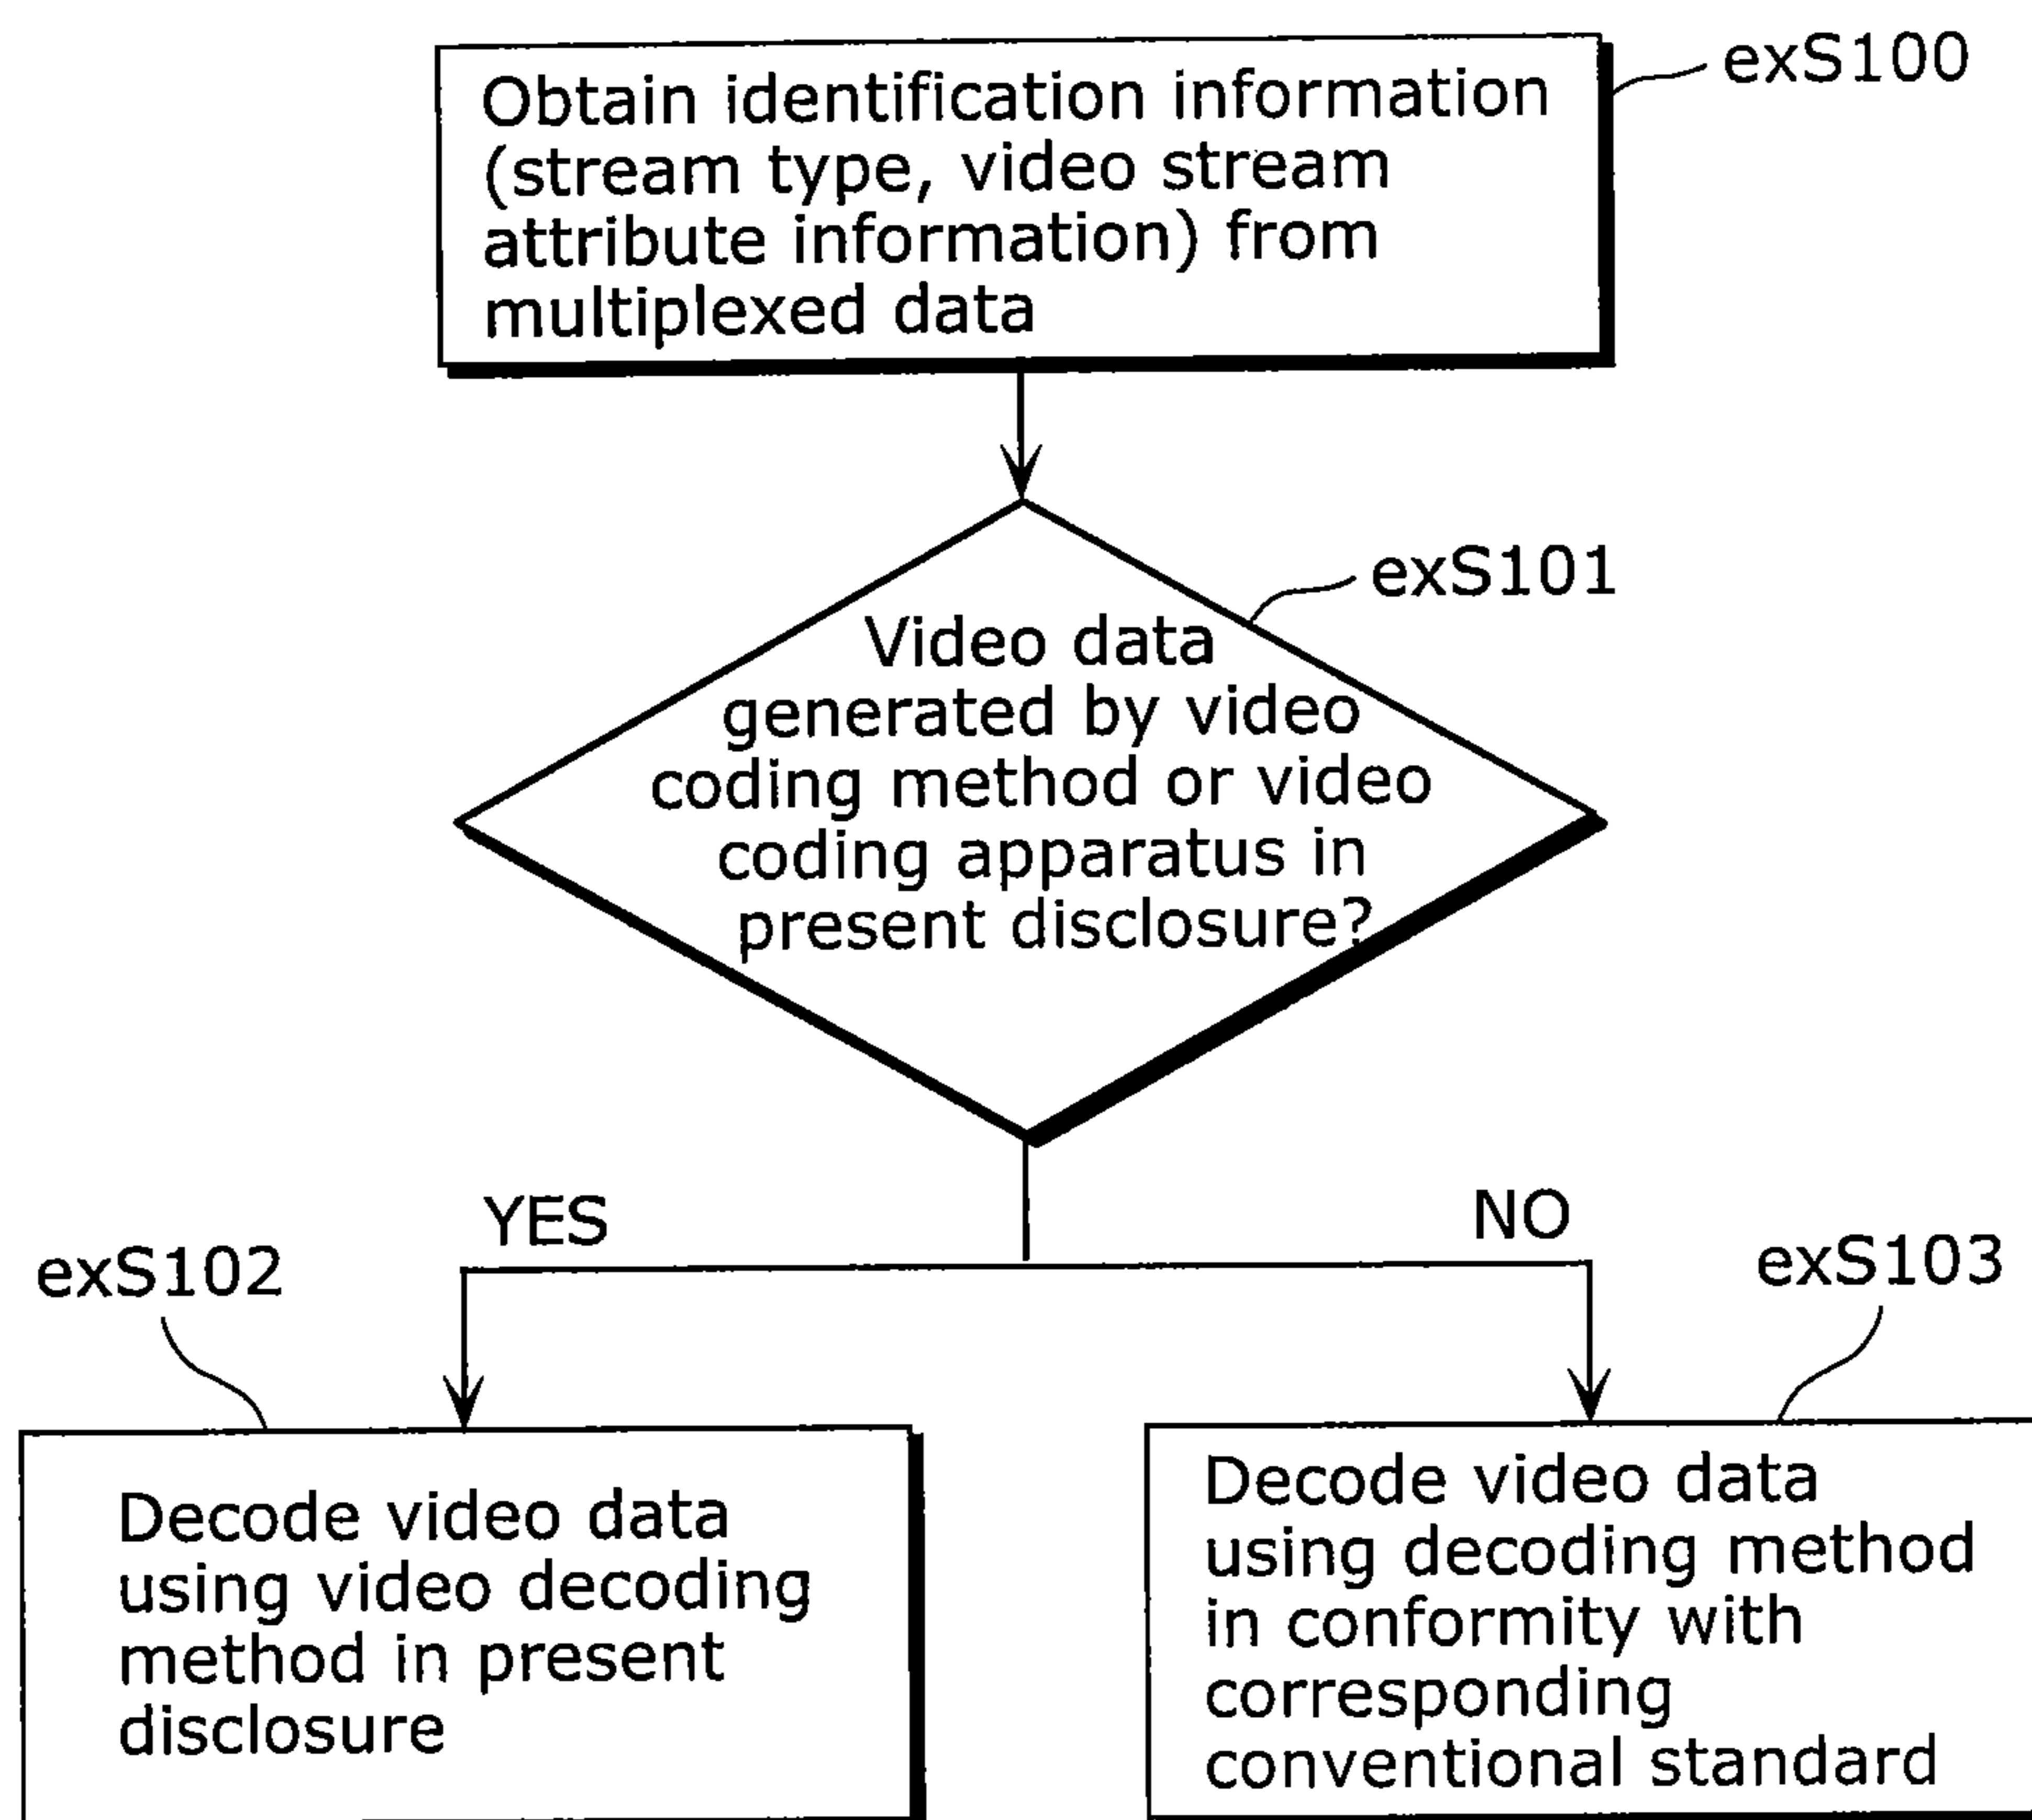 exS100
Obtain identification information
(stream type, video stream
attribute information) from
multiplexed data
exS101
Video data
generated by video
coding method or video
coding apparatus in
present disclosure?
YES
NO
exS102
exS103
Decode video data
using video decoding
method in present
disclosure
Decode video data
using decoding method
in conformity with
corresponding
conventional standard